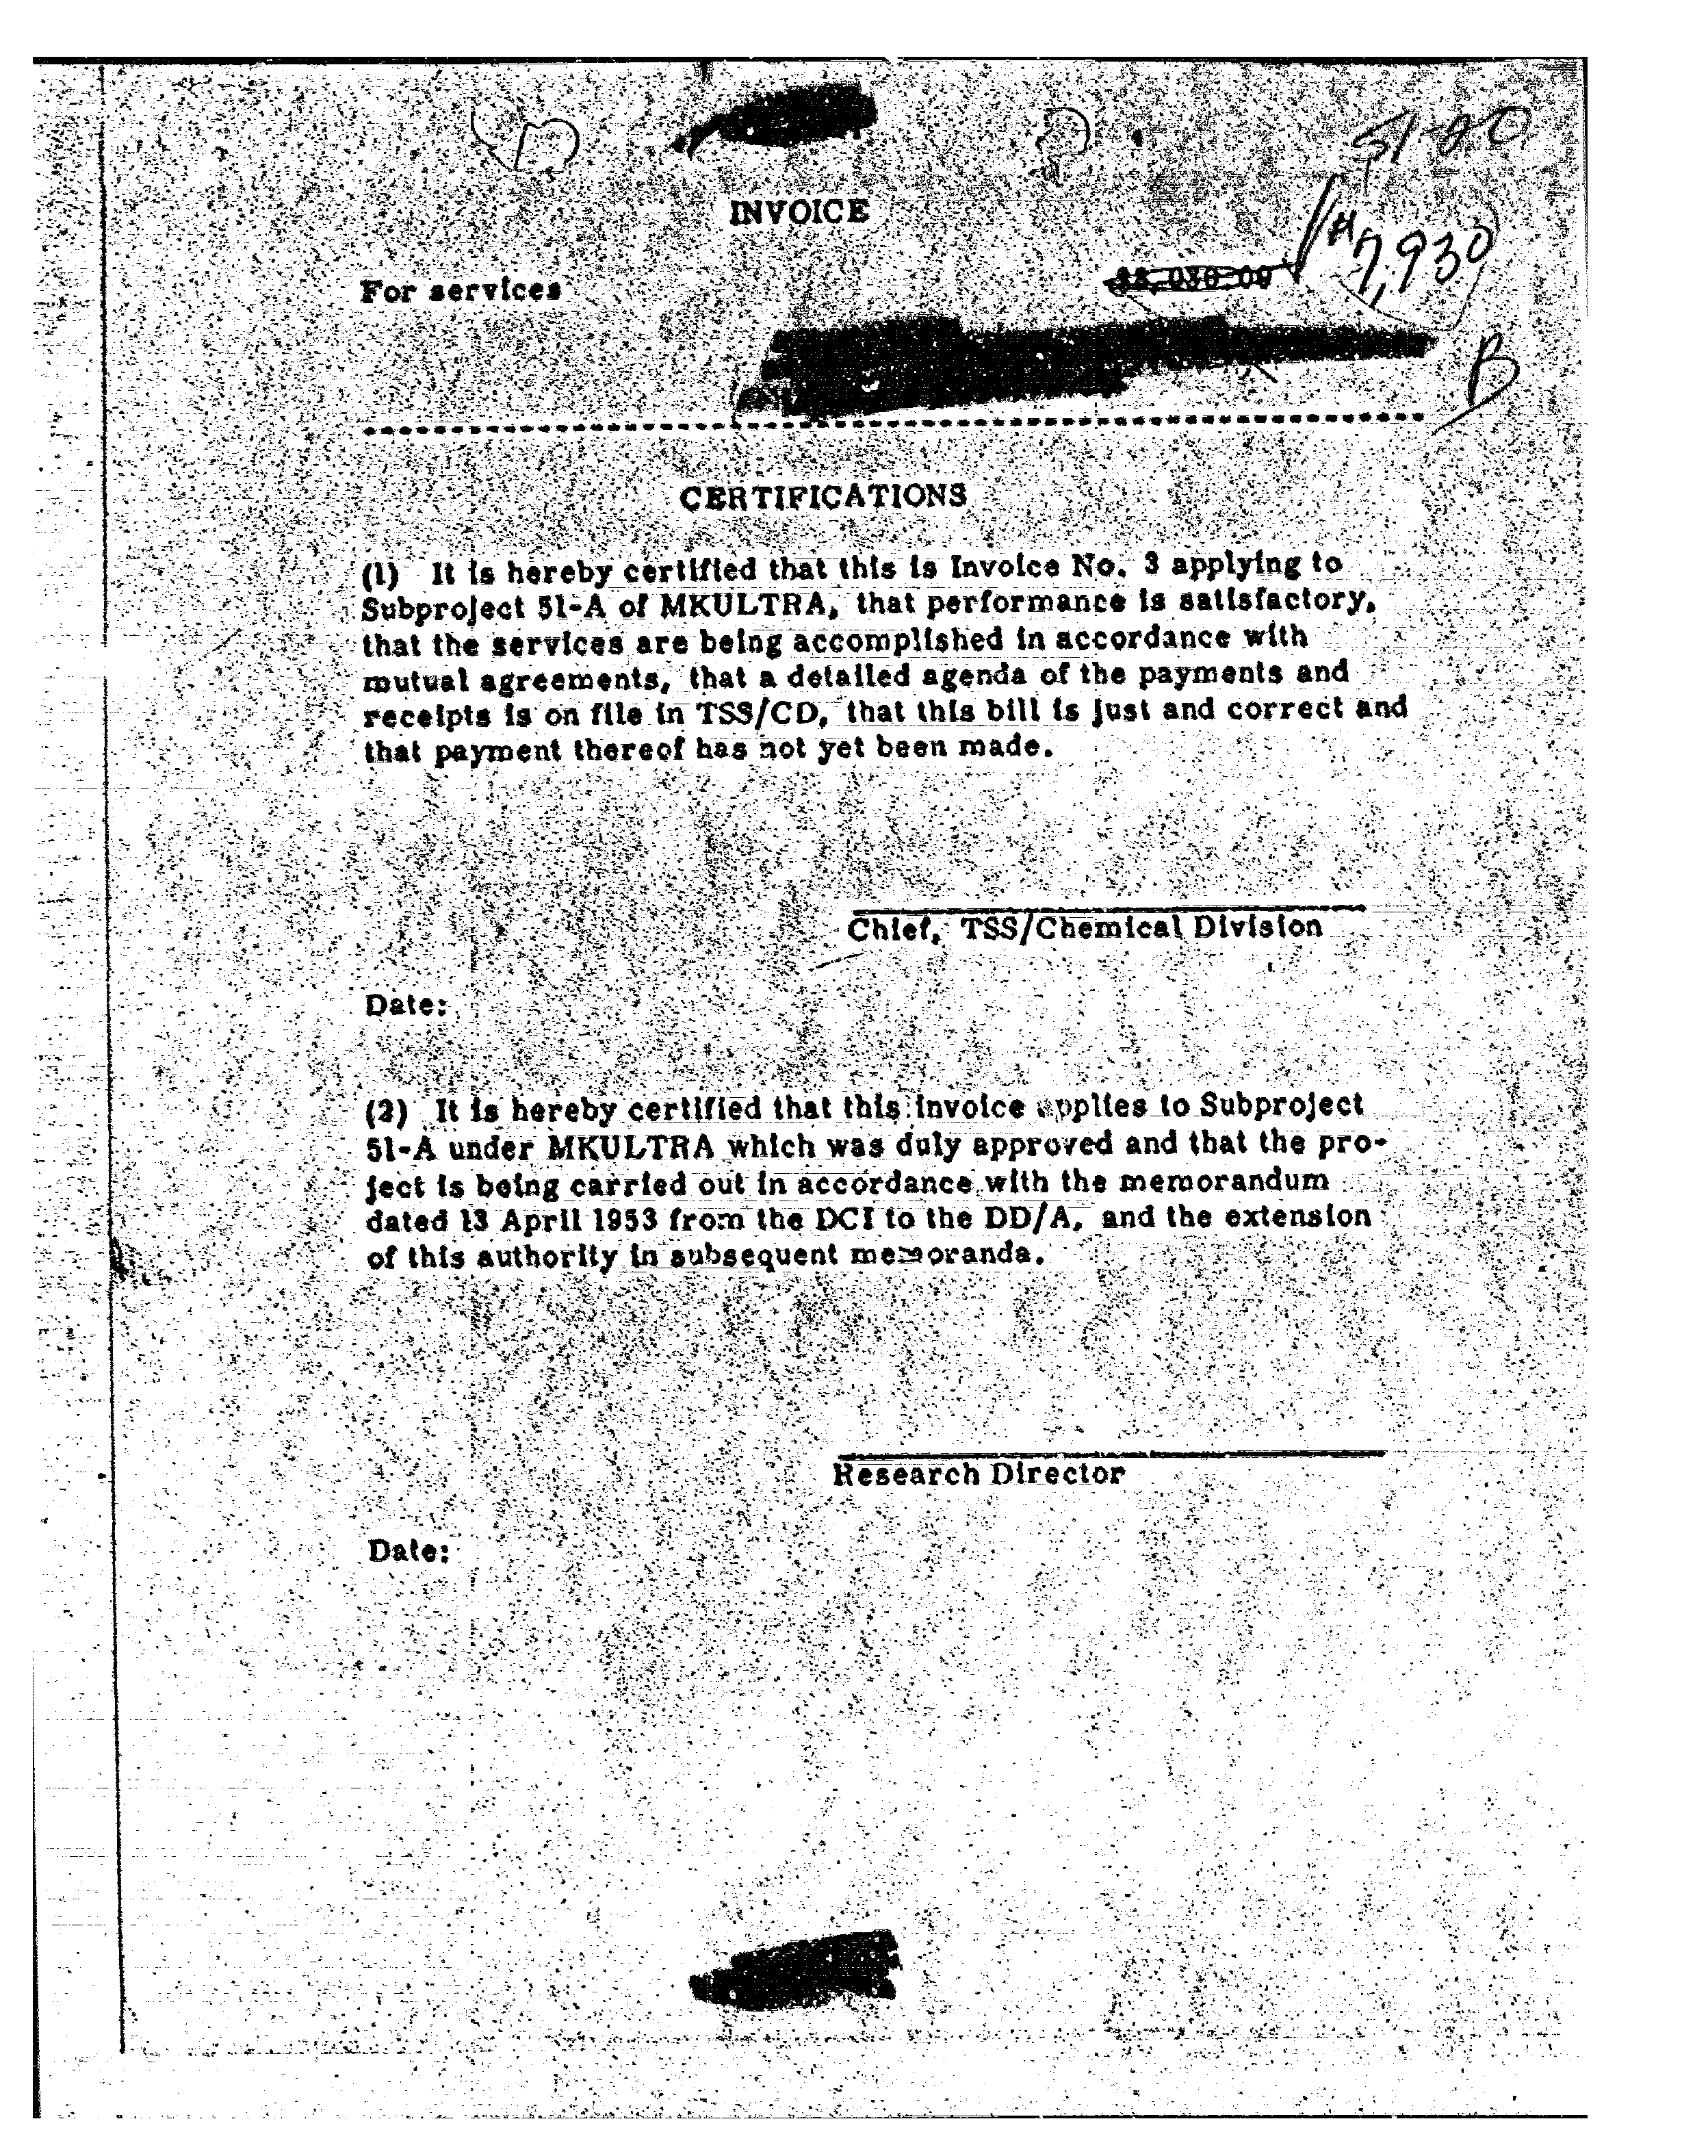 51-20
INVOICE
7,930
For services
B
CERTIFICATIONS
(1) It is hereby certified that this is Invoice No. 3 applying to
Subproject 51-A of MKULTRA, that performance is satisfactory,
that the services are being accomplished in accordance with
mutual agreements, that a detailed agenda of the payments and
receipts is on file in TSS/CD, that this bill is just and correct and
that payment thereof has not yet been made.
Chief, TSS/Chemical Division
Date:
(2) It is hereby certified that this invoice applies to Subproject
51-A under MKULTRA which was duly approved and that the pro-
ject is being carried out in accordance with the memorandum
dated 13 April 1953 from the DCI to the DD/A, and the extension
of this authority in subsequent memoranda.
Research Director
Date: